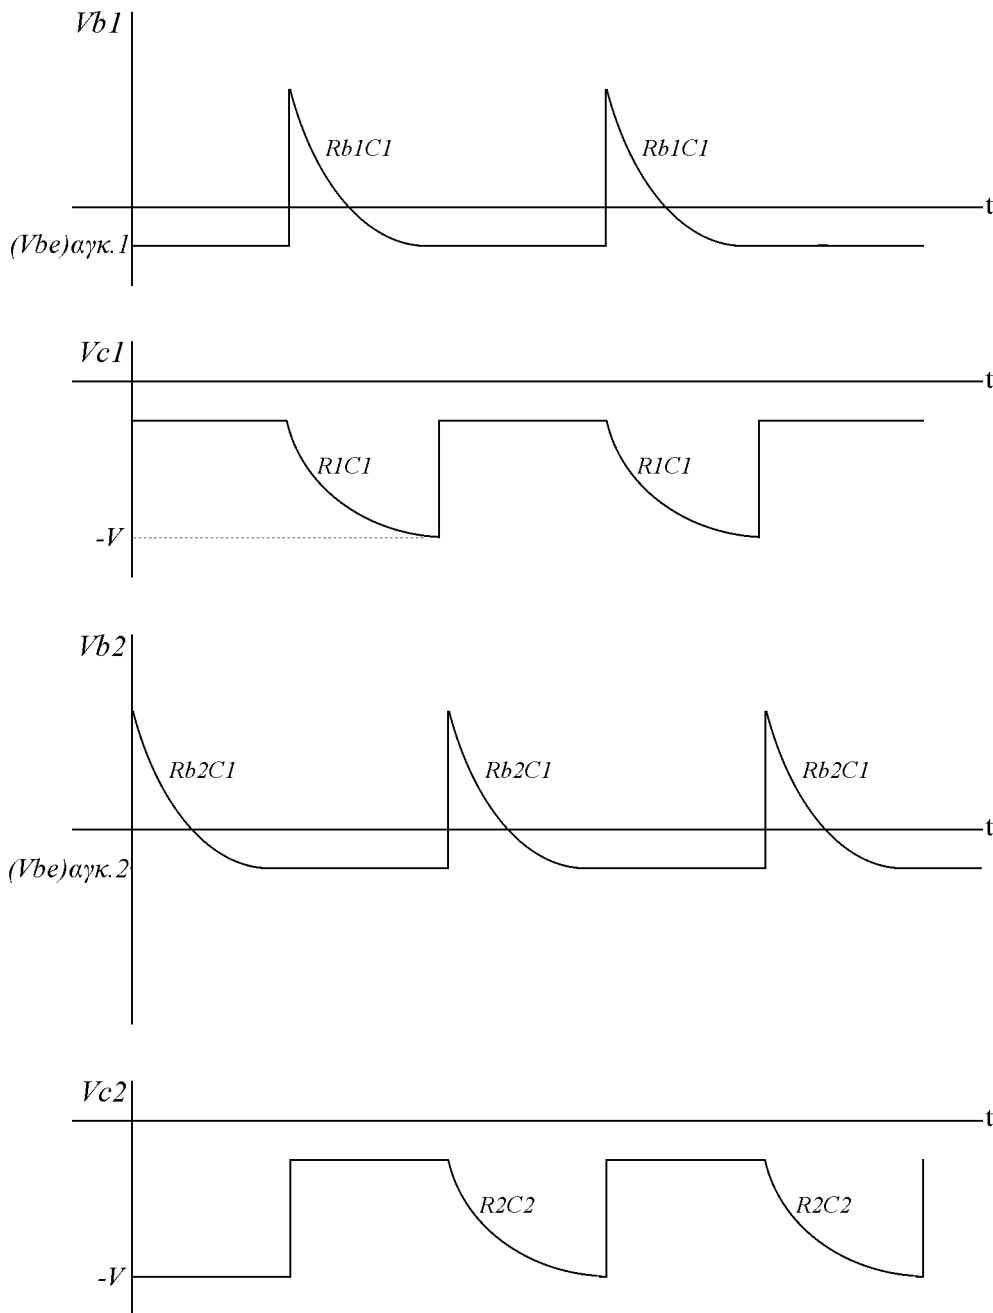 Vb1
Rb1C1 Rb1C1
t
(Vbe)αγκ.1
Vc1
t
R1C1 R1C1
-V
Vb2
Rb2C1 Rb2C1 Rb2C1
t
(Vbe)αγκ.2
Vc2
t
R2C2 R2C2
-V